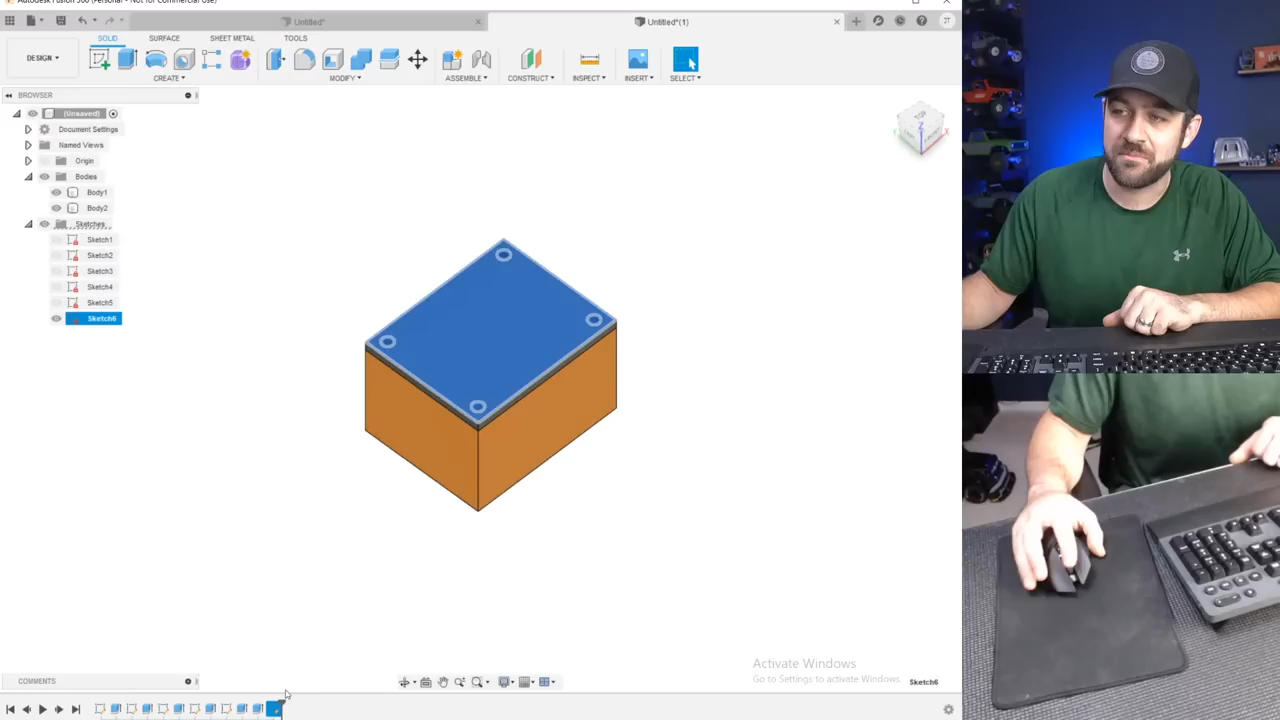 Autodesk Fusion 360 (Personal - Not for Commercial Use)
Untitled*
Untitled*(1)
JT
DESIGN
SOLID
SURFACE
SHEET METAL
TOOLS
CREATE
MODIFY
ASSEMBLE
CONSTRUCT
INSPECT
INSERT
SELECT
BROWSER
(Unsaved)
Document Settings
Named Views
Origin
Bodies
Body1
Body2
Sketches
Sketch1
Sketch2
Sketch3
Sketch4
Sketch5
Sketch6
TOP
Z
X
Activate Windows
Go to Settings to activate Windows.
Sketch6
COMMENTS